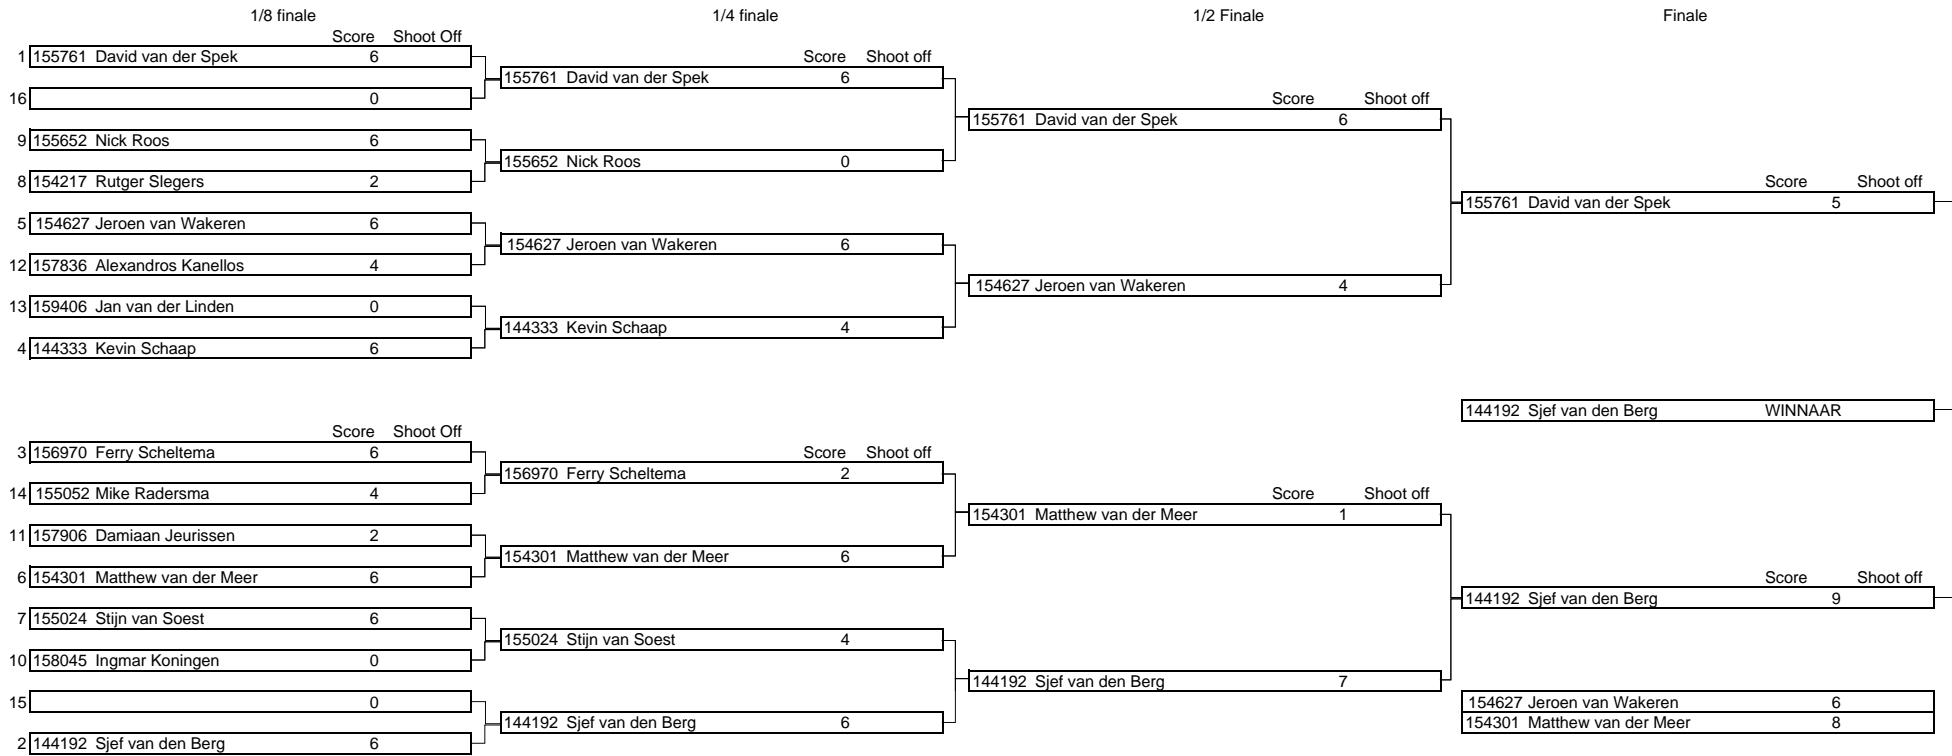 1/8 finale 1/4 finale 1/2 Finale Finale
Score Shoot Off
1 155761 David van der Spek 6
Score Shoot off
155761 David van der Spek 6
16 0
Score Shoot off
155761 David van der Spek 6
9 155652 Nick Roos 6
155652 Nick Roos 0
8 154217 Rutger Slegers 2
Score Shoot off
155761 David van der Spek 5
5 154627 Jeroen van Wakeren 6
154627 Jeroen van Wakeren 6
12 157836 Alexandros Kanellos 4
154627 Jeroen van Wakeren 4
13 159406 Jan van der Linden 0
144333 Kevin Schaap 4
4 144333 Kevin Schaap 6
144192 Sjef van den Berg WINNAAR
Score Shoot Off
3 156970 Ferry Scheltema 6
Score Shoot off
156970 Ferry Scheltema 2
14 155052 Mike Radersma 4
Score Shoot off
154301 Matthew van der Meer 1
11 157906 Damiaan Jeurissen 2
154301 Matthew van der Meer 6
6 154301 Matthew van der Meer 6
Score Shoot off
144192 Sjef van den Berg 9
7 155024 Stijn van Soest 6
155024 Stijn van Soest 4
10 158045 Ingmar Koningen 0
144192 Sjef van den Berg 7
15 0
154627 Jeroen van Wakeren 6
144192 Sjef van den Berg 6
154301 Matthew van der Meer 8
2 144192 Sjef van den Berg 6